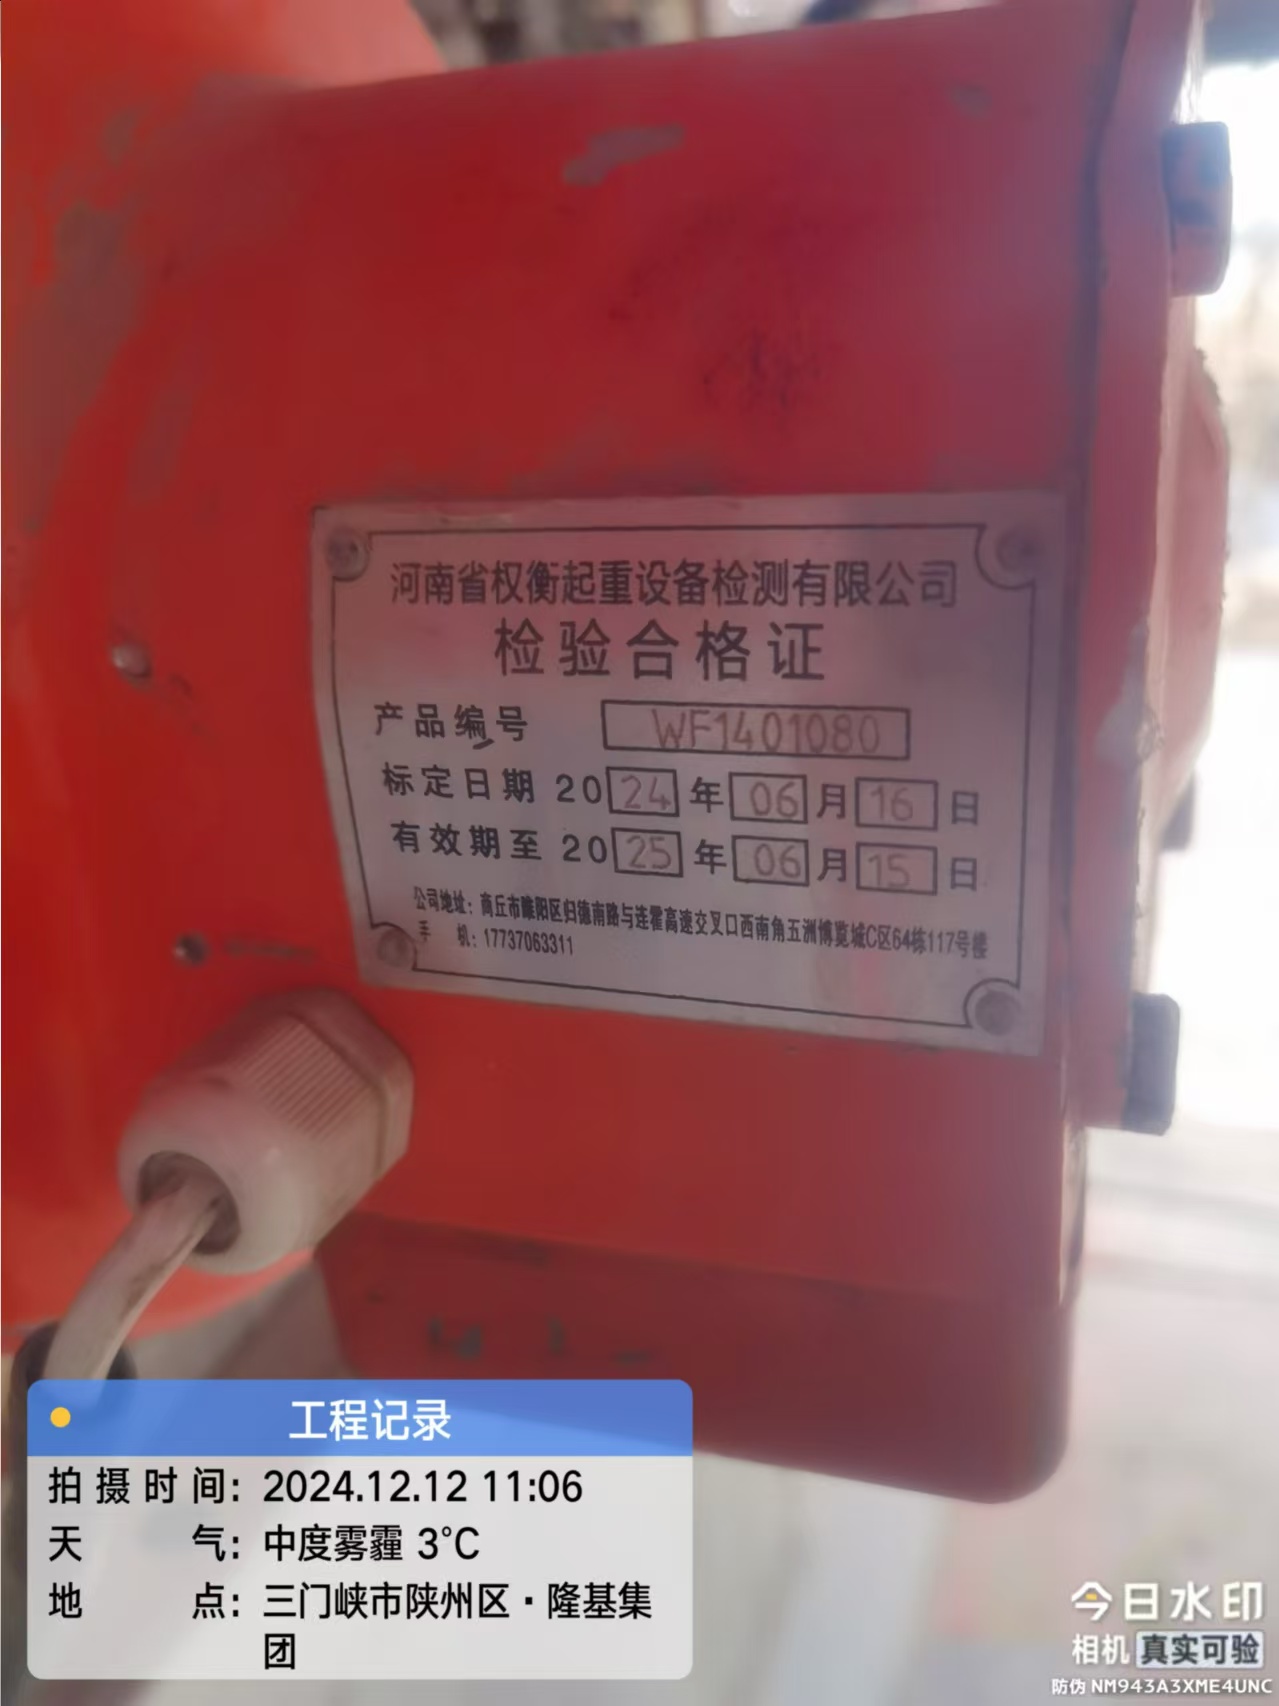 河南省权衡起重设备检测有限公司
检验合格证
产品编号 WF1401080
标定日期 2024年06月16日
有效期至 2025年06月15日
公司地址：商丘市睢阳区归德南路与连霍高速交叉口西南角五洲博览城C区64栋117号楼
手 机：17737063311
工程记录
拍摄时间：2024.12.12 11:06
天 气：中度雾霾 3℃
地 点：三门峡市陕州区·隆基集
团
今日水印
相机 真实可验
防伪 NM943A3XME4UNC